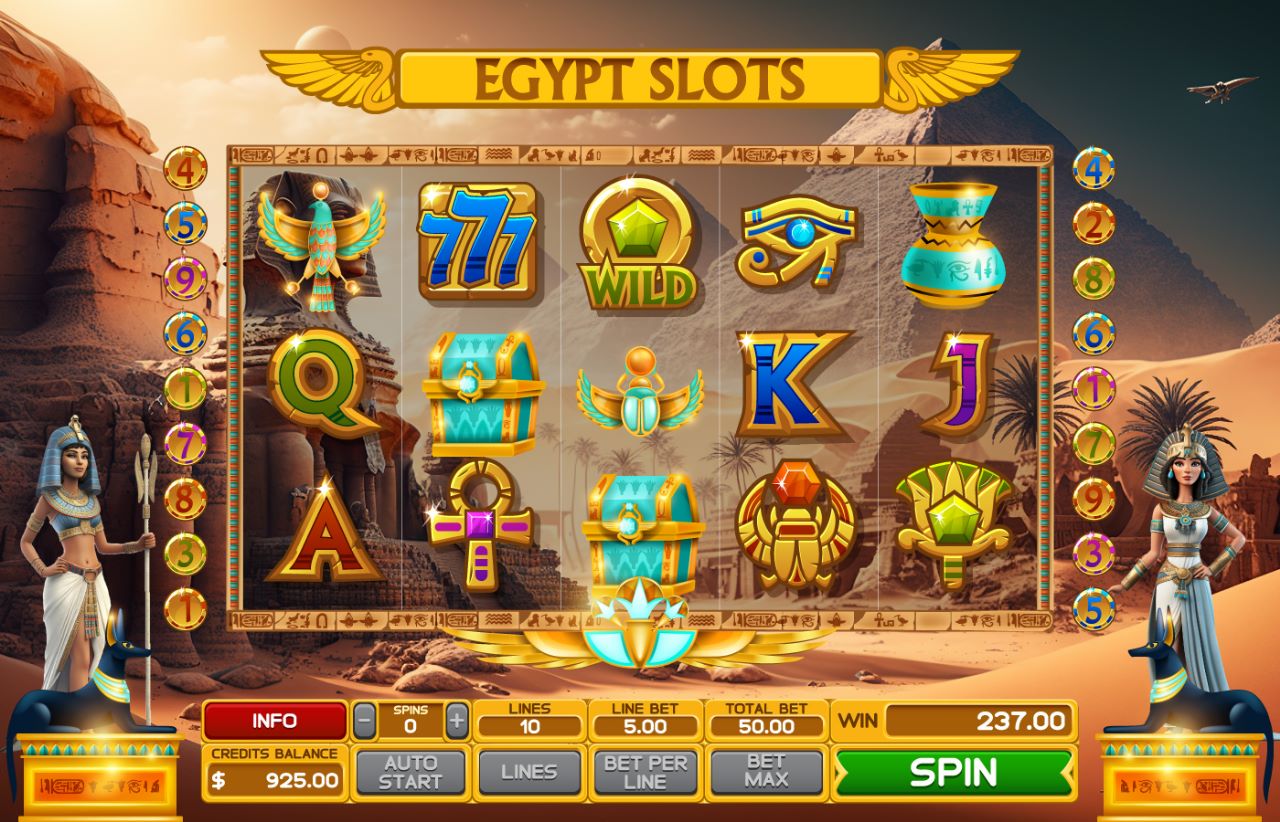 EGYPT SLOTS
4
5
9
6
1
7
8
3
1
777
WILD
Q
K
J
A
4
2
8
6
1
7
9
3
5
INFO
−
SPINS
0
+
LINES
10
LINE BET
5.00
TOTAL BET
50.00
WIN
237.00
CREDITS BALANCE
$ 925.00
AUTO
START
LINES
BET PER
LINE
BET
MAX
SPIN